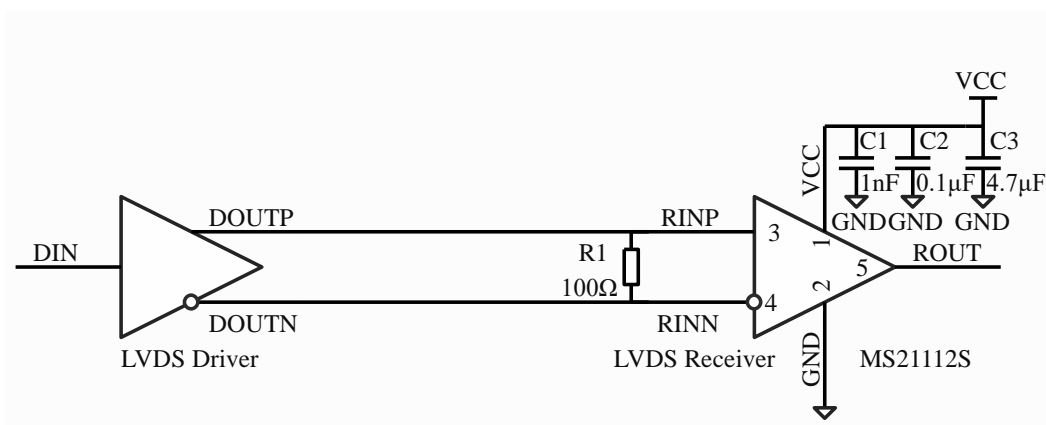 VCC
C1 C2 C3
VCC
1nF 0.1μF 4.7μF
GND GND GND
DOUTP RINP
DIN R1 3 1 5 ROUT
100Ω 4 2
DOUTN RINN
LVDS Driver LVDS Receiver GND MS21112S